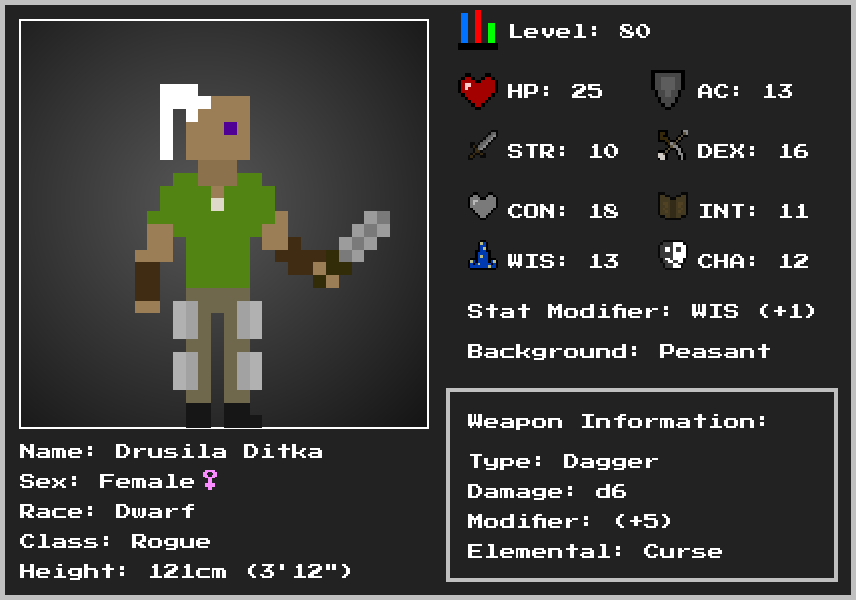 Level: 80
HP: 25
AC: 13
STR: 10
DEX: 16
CON: 18
INT: 11
WIS: 13
CHA: 12
Stat Modifier: WIS (+1)
Background: Peasant
Weapon Information:
Type: Dagger
Damage: d6
Modifier: (+5)
Elemental: Curse
Name: Drusila Ditka
Sex: Female♀
Race: Dwarf
Class: Rogue
Height: 121cm (3'12")